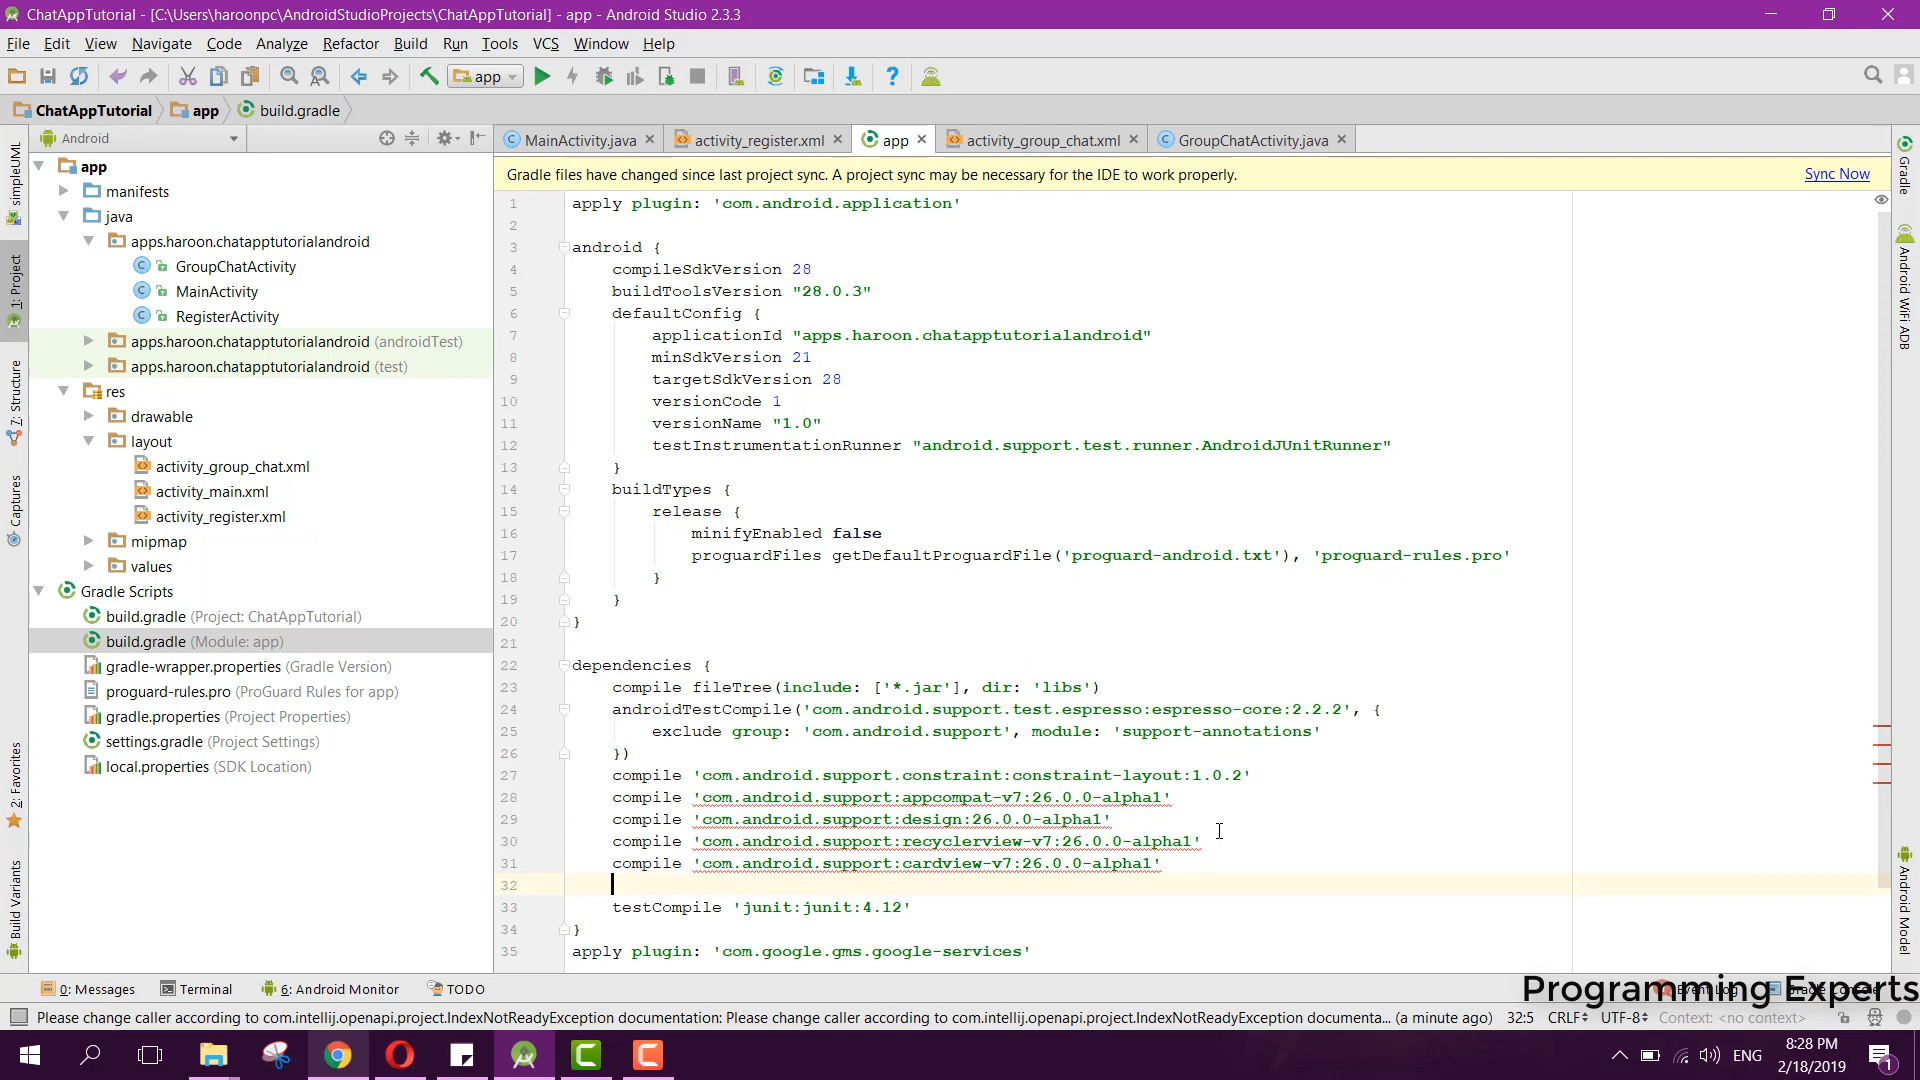 ChatAppTutorial - [C:\Users\haroonpc\AndroidStudioProjects\ChatAppTutorial] - app - Android Studio 2.3.3
File Edit View Navigate Code Analyze Refactor Build Run Tools VCS Window Help
app
ChatAppTutorial app build.gradle
Android
MainActivity.java activity_register.xml app activity_group_chat.xml GroupChatActivity.java
Gradle files have changed since last project sync. A project sync may be necessary for the IDE to work properly. Sync Now
simpleUML
1: Project
7: Structure
Captures
2: Favorites
Build Variants
app
manifests
java
apps.haroon.chatapptutorialandroid
GroupChatActivity
MainActivity
RegisterActivity
apps.haroon.chatapptutorialandroid (androidTest)
apps.haroon.chatapptutorialandroid (test)
res
drawable
layout
activity_group_chat.xml
activity_main.xml
activity_register.xml
mipmap
values
Gradle Scripts
build.gradle (Project: ChatAppTutorial)
build.gradle (Module: app)
gradle-wrapper.properties (Gradle Version)
proguard-rules.pro (ProGuard Rules for app)
gradle.properties (Project Properties)
settings.gradle (Project Settings)
local.properties (SDK Location)
1 apply plugin: 'com.android.application'
2
3 android {
4 compileSdkVersion 28
5 buildToolsVersion "28.0.3"
6 defaultConfig {
7 applicationId "apps.haroon.chatapptutorialandroid"
8 minSdkVersion 21
9 targetSdkVersion 28
10 versionCode 1
11 versionName "1.0"
12 testInstrumentationRunner "android.support.test.runner.AndroidJUnitRunner"
13 }
14 buildTypes {
15 release {
16 minifyEnabled false
17 proguardFiles getDefaultProguardFile('proguard-android.txt'), 'proguard-rules.pro'
18 }
19 }
20 }
21
22 dependencies {
23 compile fileTree(include: ['*.jar'], dir: 'libs')
24 androidTestCompile('com.android.support.test.espresso:espresso-core:2.2.2', {
25 exclude group: 'com.android.support', module: 'support-annotations'
26 })
27 compile 'com.android.support.constraint:constraint-layout:1.0.2'
28 compile 'com.android.support:appcompat-v7:26.0.0-alpha1'
29 compile 'com.android.support:design:26.0.0-alpha1'
30 compile 'com.android.support:recyclerview-v7:26.0.0-alpha1'
31 compile 'com.android.support:cardview-v7:26.0.0-alpha1'
32
33 testCompile 'junit:junit:4.12'
34 }
35 apply plugin: 'com.google.gms.google-services'
Gradle
Android WiFi ADB
Android Model
0: Messages Terminal 6: Android Monitor TODO
Programming Experts
Please change caller according to com.intellij.openapi.project.IndexNotReadyException documentation: Please change caller according to com.intellij.openapi.project.IndexNotReadyException documenta... (a minute ago) 32:5 CRLF UTF-8 Context: <no context>
ENG
8:28 PM
2/18/2019
1